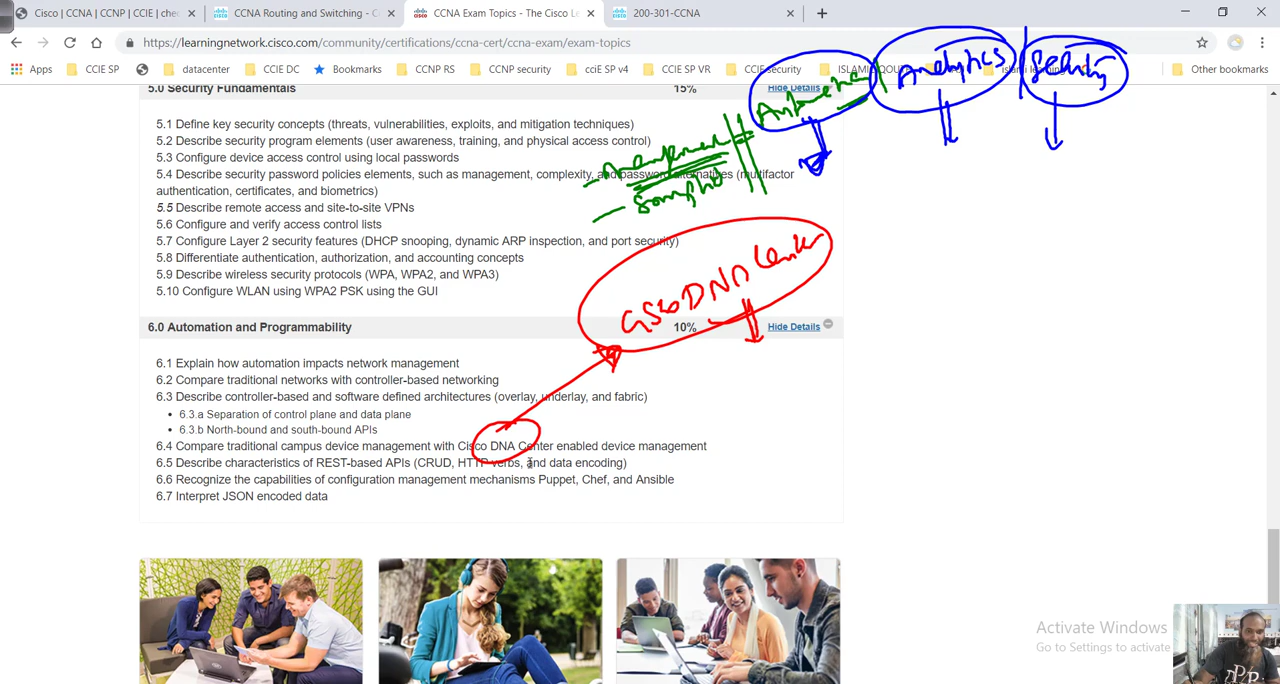 Cisco | CCNA | CCNP | CCIE | che
CCNA Routing and Switching - C
CCNA Exam Topics - The Cisco Le
200-301-CCNA
https://learningnetwork.cisco.com/community/certifications/ccna-cert/ccna-exam/exam-topics
Apps
CCIE SP
datacenter
CCIE
Bookmarks
CCNP RS
CCNP security
cciE SP v4
CCIE SP VR
CCIE security
Other bookmarks
Analytics
Security
5.0 Security Fundamentals 15% Hide Details
5.1 Define key security concepts (threats, vulnerabilities, exploits, and mitigation techniques)
5.2 Describe security program elements (user awareness, training, and physical access control)
5.3 Configure device access control using local passwords
5.4 Describe security password policies elements, such as management, complexity, and password alternatives (multifactor
authentication, certificates, and biometrics)
5.5 Describe remote access and site-to-site VPNs
5.6 Configure and verify access control lists
5.7 Configure Layer 2 security features (DHCP snooping, dynamic ARP inspection, and port security)
5.8 Differentiate authentication, authorization, and accounting concepts
5.9 Describe wireless security protocols (WPA, WPA2, and WPA3)
5.10 Configure WLAN using WPA2 PSK using the GUI
Cisco DNA Center
6.0 Automation and Programmability 10% Hide Details
6.1 Explain how automation impacts network management
6.2 Compare traditional networks with controller-based networking
6.3 Describe controller-based and software defined architectures (overlay, underlay, and fabric)
• 6.3.a Separation of control plane and data plane
• 6.3.b North-bound and south-bound APIs
6.4 Compare traditional campus device management with Cisco DNA Center enabled device management
6.5 Describe characteristics of REST-based APIs (CRUD, HTTP verbs, and data encoding)
6.6 Recognize the capabilities of configuration management mechanisms Puppet, Chef, and Ansible
6.7 Interpret JSON encoded data
Activate Windows
Go to Settings to activate